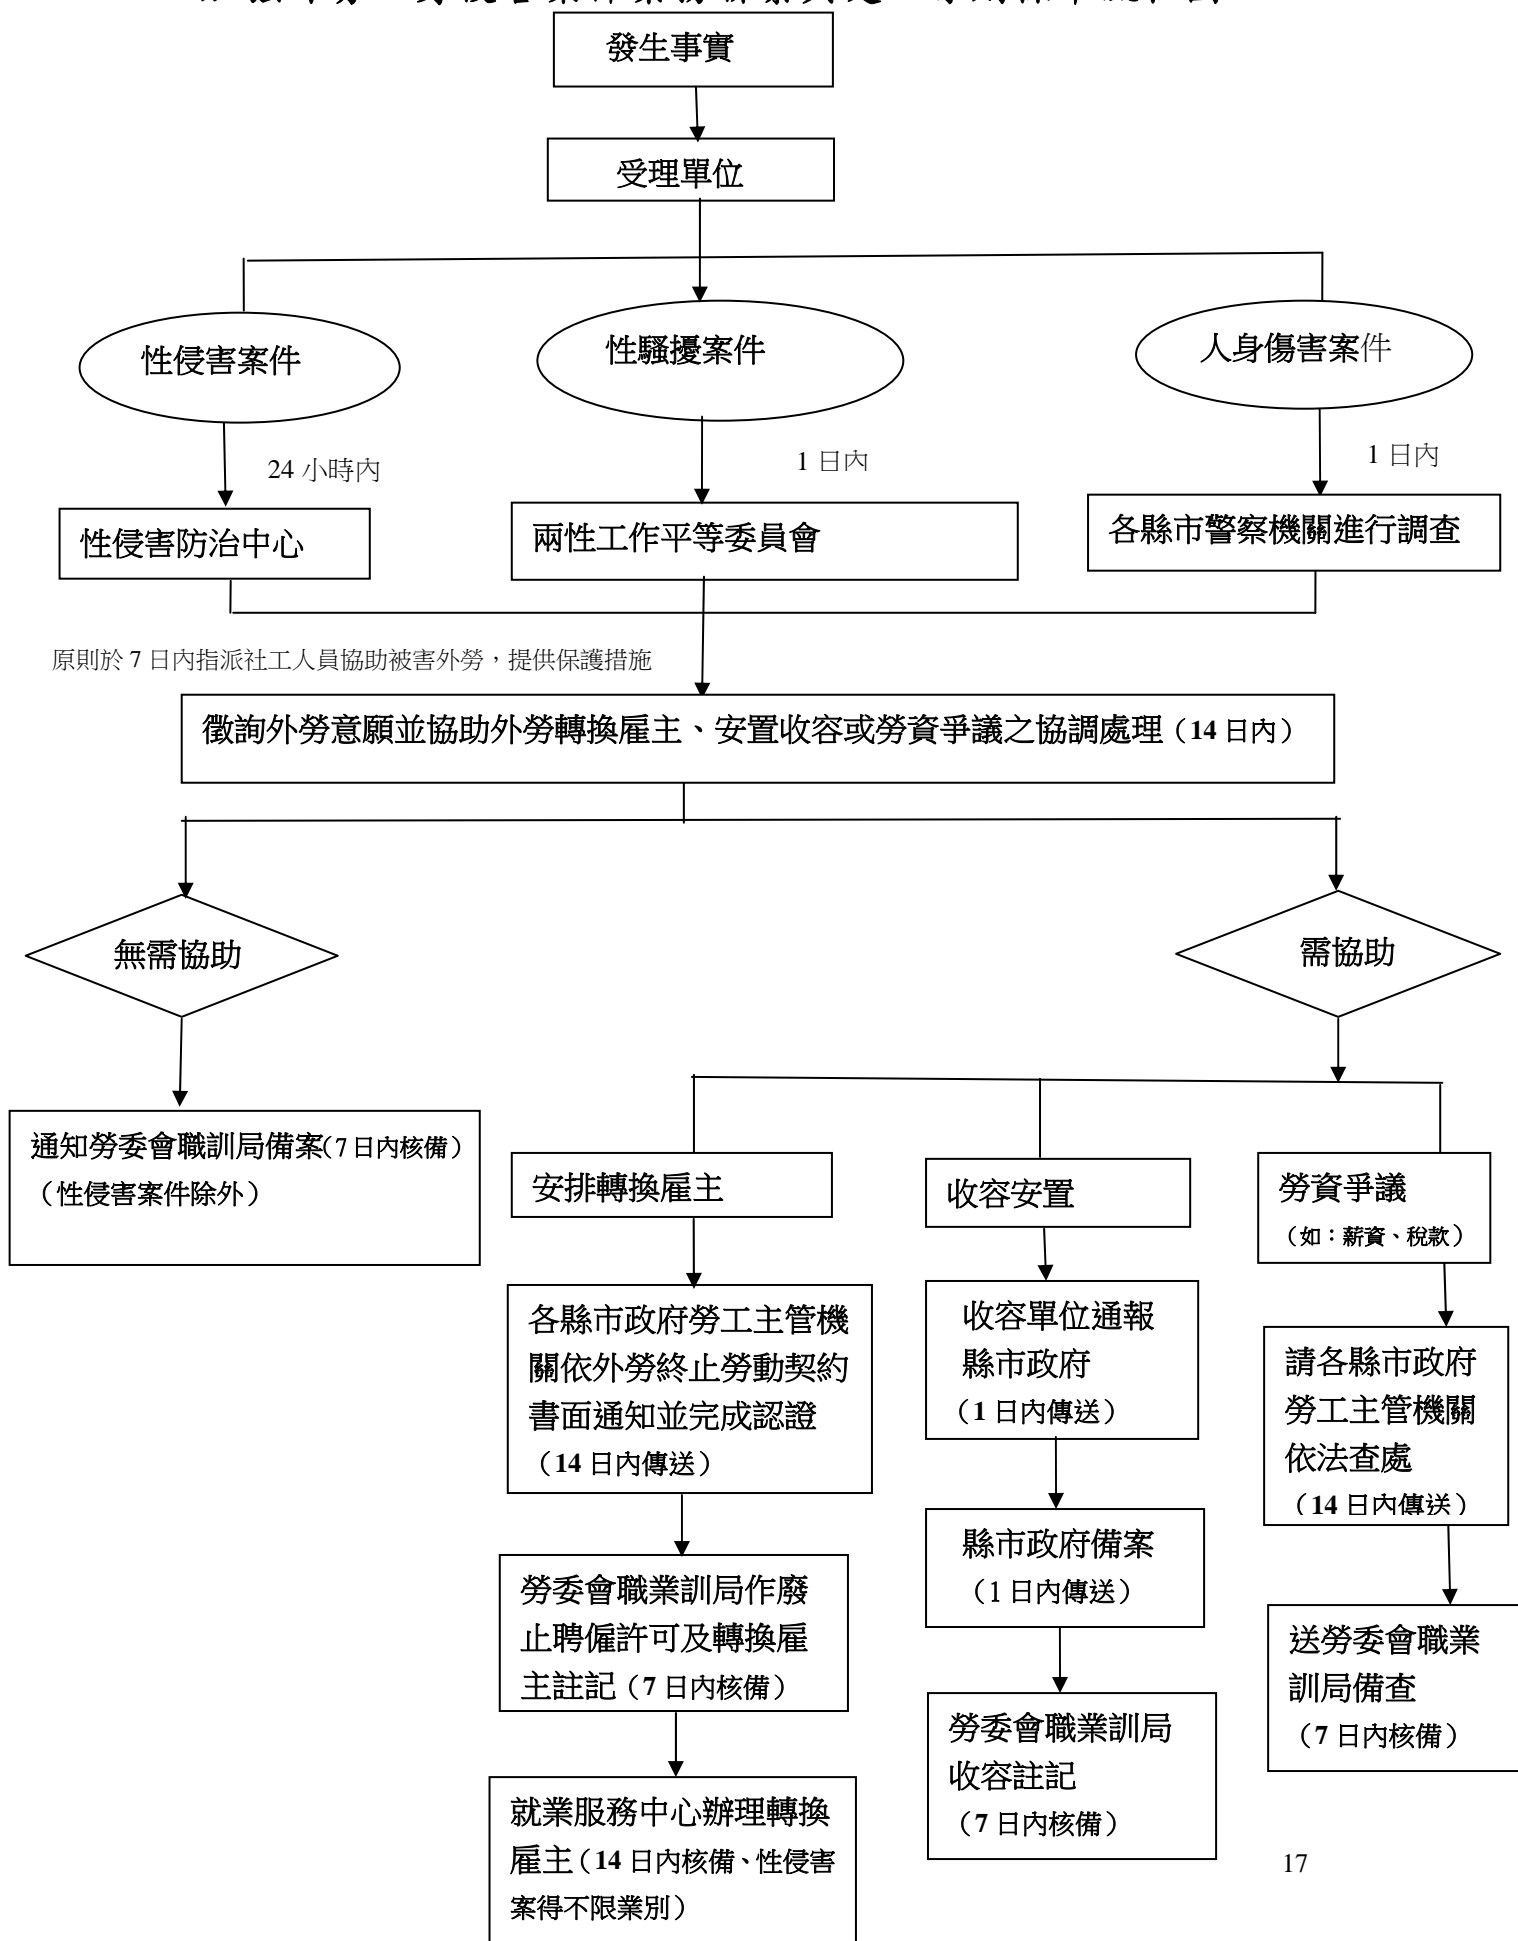 發生事實
受理單位
性侵害案件
性騷擾案件
人身傷害案件
24 小時內
1 日內
1 日內
性侵害防治中心
兩性工作平等委員會
各縣市警察機關進行調查
原則於 7 日內指派社工人員協助被害外勞，提供保護措施
徵詢外勞意願並協助外勞轉換雇主、安置收容或勞資爭議之協調處理（14 日內）
無需協助
需協助
通知勞委會職訓局備案(7 日內核備）
（性侵害案件除外）
安排轉換雇主
收容安置
勞資爭議
（如：薪資、稅款）
各縣市政府勞工主管機
關依外勞終止勞動契約
書面通知並完成認證
（14 日內傳送）
收容單位通報
縣市政府
（1 日內傳送）
請各縣市政府
勞工主管機關
依法查處
（14 日內傳送）
勞委會職業訓局作廢
止聘僱許可及轉換雇
主註記（7 日內核備）
縣市政府備案
（1 日內傳送）
送勞委會職業
訓局備查
（7 日內核備）
勞委會職業訓局
收容註記
（7 日內核備）
就業服務中心辦理轉換
雇主（14 日內核備、性侵害
案得不限業別）
17